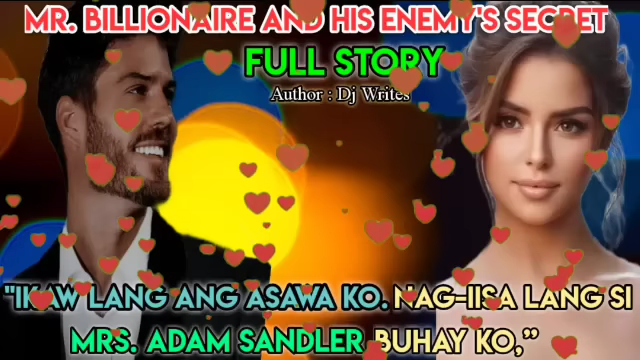 MR. BILLIONAIRE AND HIS ENEMY'S SECRET
FULL STORY
Author : Dj Writes
"IKAW LANG ANG ASAWA KO. NAG-IISA LANG SI
MRS. ADAM SANDLER BUHAY KO,"